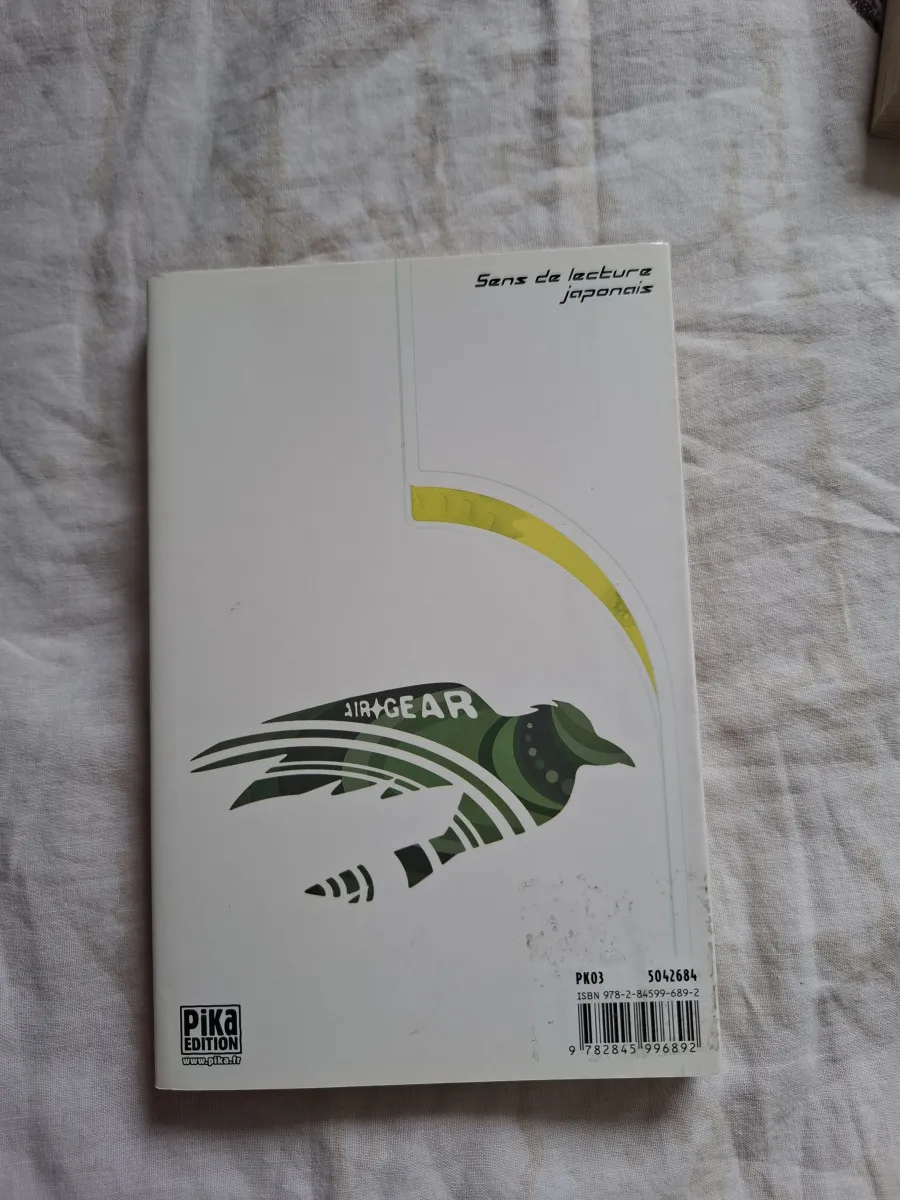 Sens de lecture
japonais
AIR GEAR
PK03 5042684
ISBN 978-2-84599-689-2
9 782845 996892
PiKa
EDITION
www.pika.fr